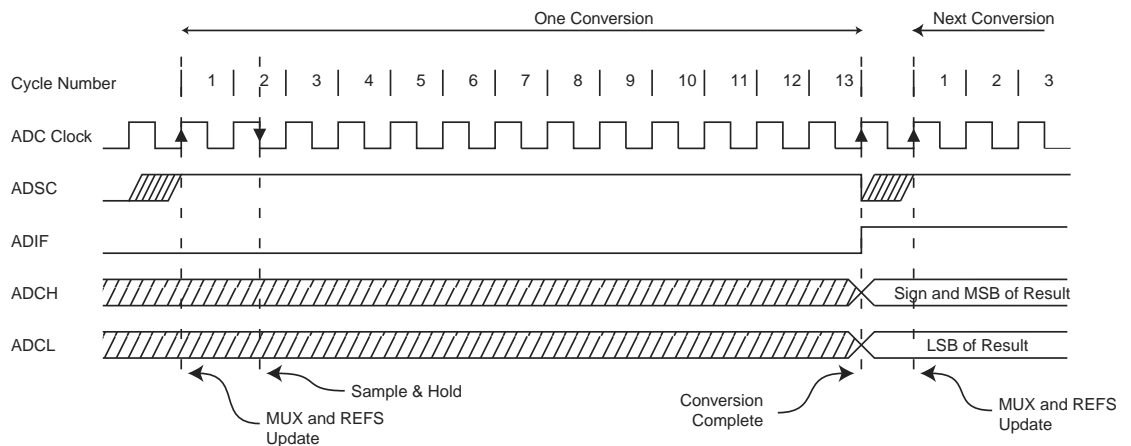 One Conversion
Next Conversion
Cycle Number
1 2 3 4 5 6 7 8 9 10 11 12 13 1 2 3
ADC Clock
ADSC
ADIF
ADCH
Sign and MSB of Result
ADCL
LSB of Result
MUX and REFS
Update
Sample & Hold
Conversion
Complete
MUX and REFS
Update